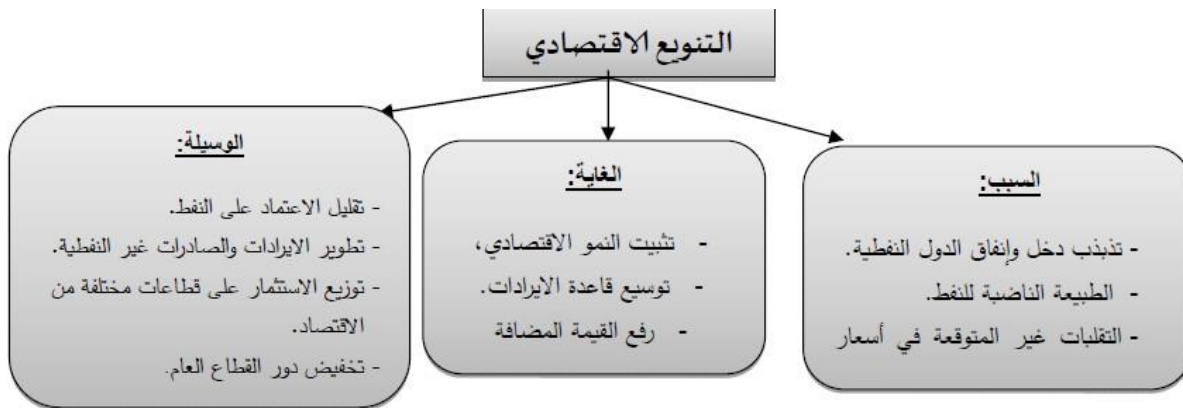 التنويع الاقتصادي
السبب:
- تذبذب دخل وإنفاق الدول النفطية.
- الطبيعة الناضبة للنفط.
- التقلبات غير المتوقعة في أسعار
الغاية:
- تثبيت النمو الاقتصادي،
- توسيع قاعدة الايرادات.
- رفع القيمة المضافة
الوسيلة:
- تقليل الاعتماد على النفط.
- تطوير الايرادات والصادرات غير النفطية.
- توزيع الاستثمار على قطاعات مختلفة من
الاقتصاد.
- تخفيض دور القطاع العام.